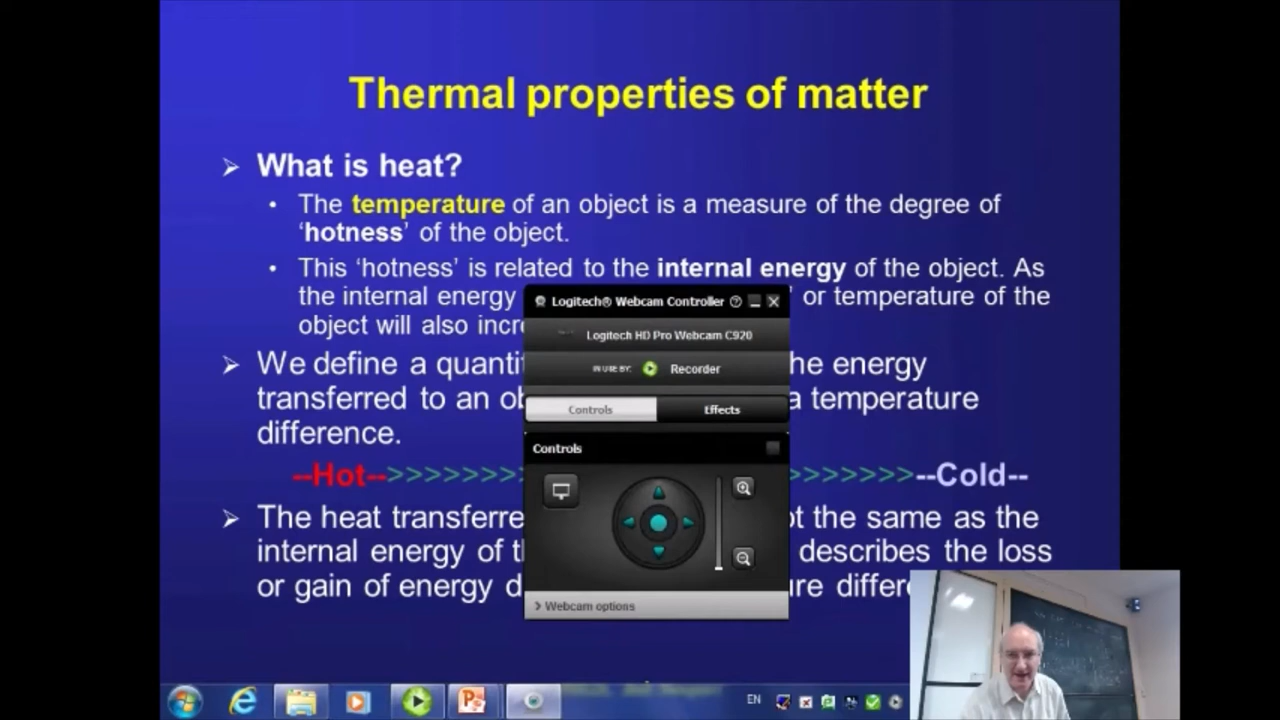 Thermal properties of matter
What is heat?
The temperature of an object is a measure of the degree of
‘hotness’ of the object.
This ‘hotness’ is related to the internal energy of the object. As
the internal energy ’ or temperature of the
object will also incre
We define a quantit he energy
transferred to an ob a temperature
difference.
--Hot-->>>>>>> >>>>>>>--Cold--
The heat transferre ot the same as the
internal energy of th describes the loss
or gain of energy d ure differe
Logitech® Webcam Controller
Logitech HD Pro Webcam C920
IN USE BY: Recorder
Controls Effects
Controls
Webcam options
EN